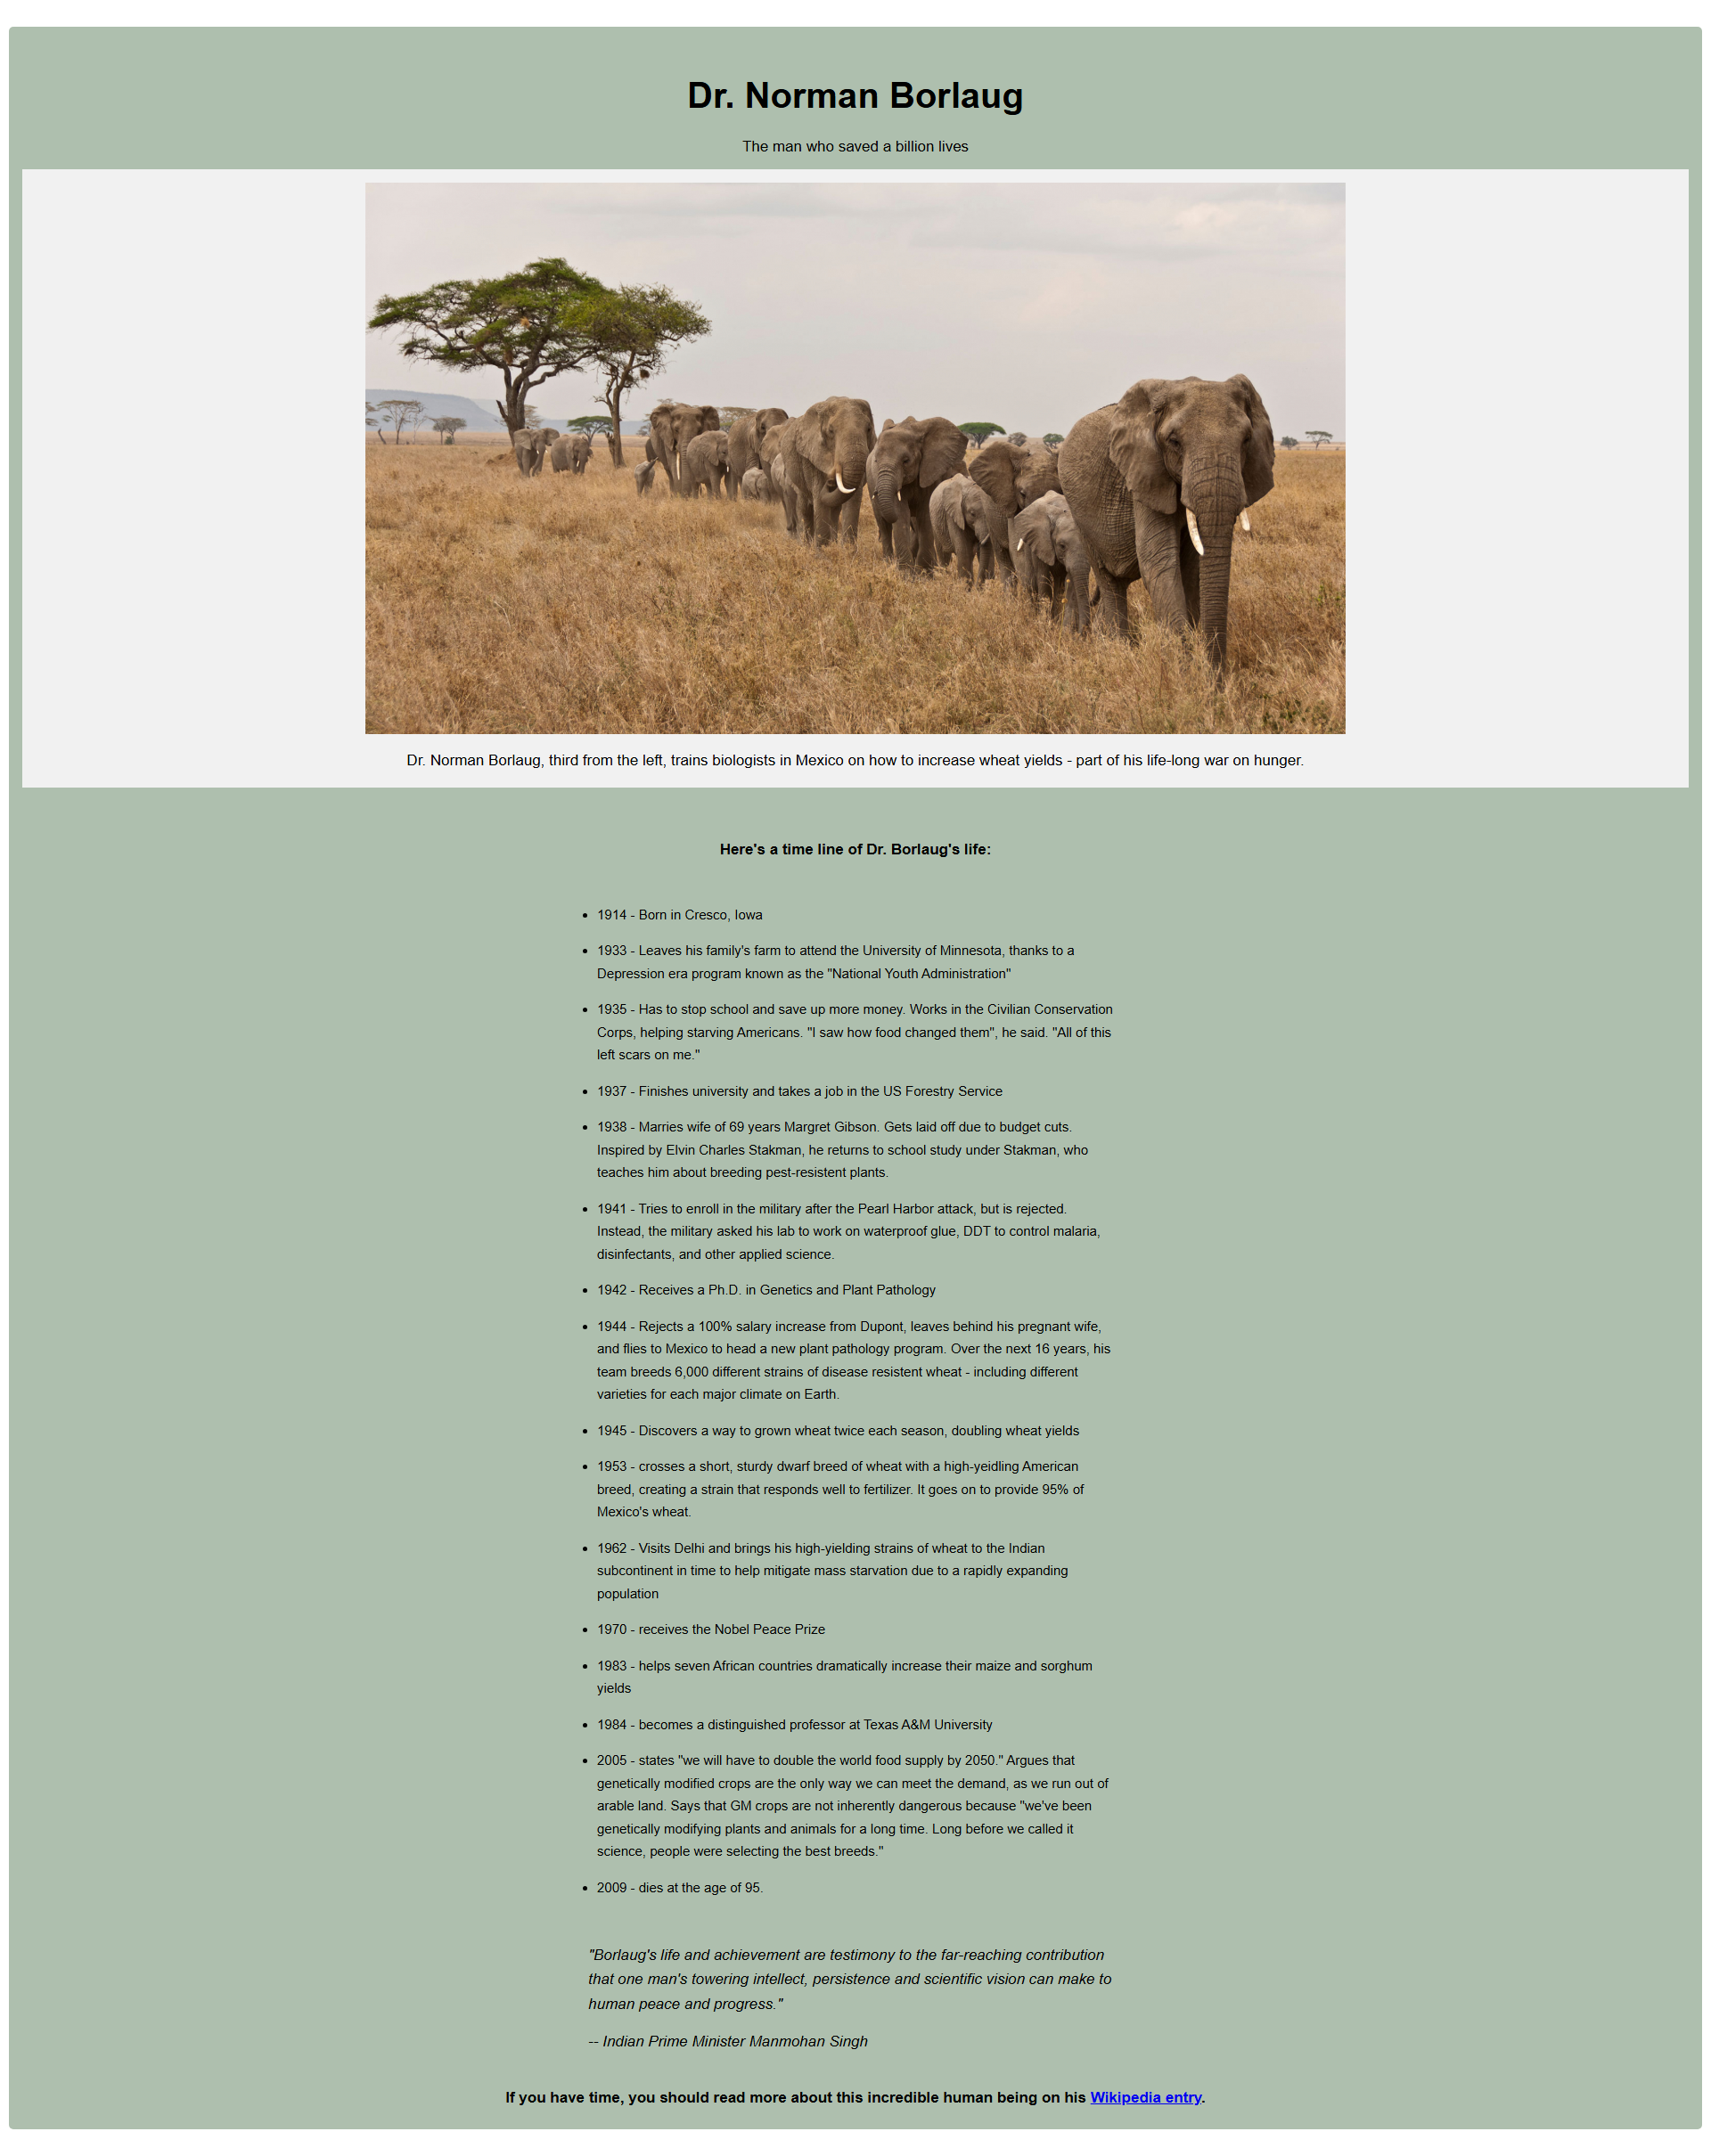 Dr. Norman Borlaug
The man who saved a billion lives
Dr. Norman Borlaug, third from the left, trains biologists in Mexico on how to increase wheat yields - part of his life-long war on hunger.
Here's a time line of Dr. Borlaug's life:
• 1914 - Born in Cresco, Iowa
• 1933 - Leaves his family's farm to attend the University of Minnesota, thanks to a
Depression era program known as the "National Youth Administration"
• 1935 - Has to stop school and save up more money. Works in the Civilian Conservation
Corps, helping starving Americans. "I saw how food changed them", he said. "All of this
left scars on me."
• 1937 - Finishes university and takes a job in the US Forestry Service
• 1938 - Marries wife of 69 years Margret Gibson. Gets laid off due to budget cuts.
Inspired by Elvin Charles Stakman, he returns to school study under Stakman, who
teaches him about breeding pest-resistent plants.
• 1941 - Tries to enroll in the military after the Pearl Harbor attack, but is rejected.
Instead, the military asked his lab to work on waterproof glue, DDT to control malaria,
disinfectants, and other applied science.
• 1942 - Receives a Ph.D. in Genetics and Plant Pathology
• 1944 - Rejects a 100% salary increase from Dupont, leaves behind his pregnant wife,
and flies to Mexico to head a new plant pathology program. Over the next 16 years, his
team breeds 6,000 different strains of disease resistent wheat - including different
varieties for each major climate on Earth.
• 1945 - Discovers a way to grown wheat twice each season, doubling wheat yields
• 1953 - crosses a short, sturdy dwarf breed of wheat with a high-yeidling American
breed, creating a strain that responds well to fertilizer. It goes on to provide 95% of
Mexico's wheat.
• 1962 - Visits Delhi and brings his high-yielding strains of wheat to the Indian
subcontinent in time to help mitigate mass starvation due to a rapidly expanding
population
• 1970 - receives the Nobel Peace Prize
• 1983 - helps seven African countries dramatically increase their maize and sorghum
yields
• 1984 - becomes a distinguished professor at Texas A&M University
• 2005 - states "we will have to double the world food supply by 2050." Argues that
genetically modified crops are the only way we can meet the demand, as we run out of
arable land. Says that GM crops are not inherently dangerous because "we've been
genetically modifying plants and animals for a long time. Long before we called it
science, people were selecting the best breeds."
• 2009 - dies at the age of 95.
"Borlaug's life and achievement are testimony to the far-reaching contribution
that one man's towering intellect, persistence and scientific vision can make to
human peace and progress."
-- Indian Prime Minister Manmohan Singh
If you have time, you should read more about this incredible human being on his Wikipedia entry.